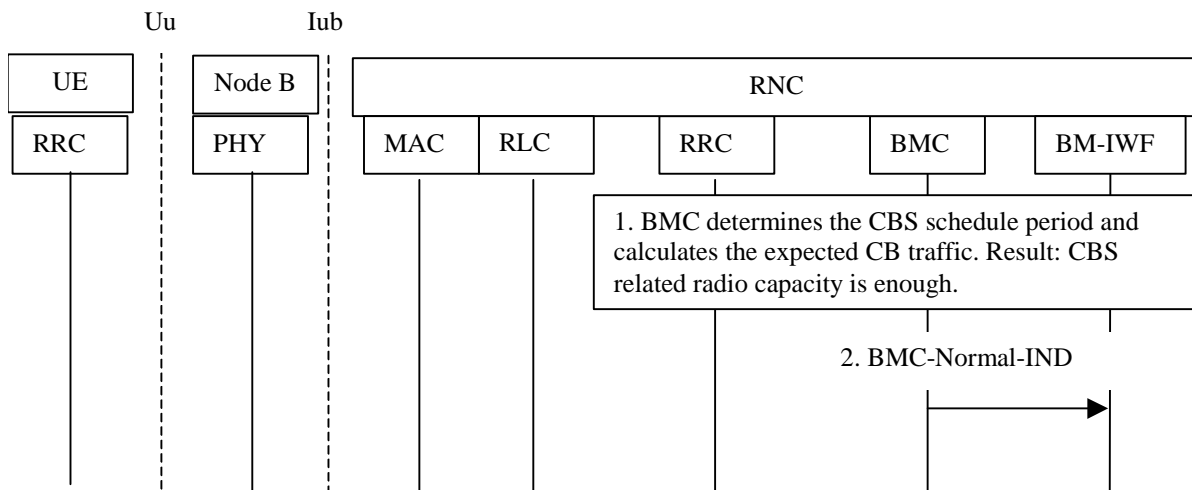 Uu
Iub
UE
Node B
RNC
RRC
PHY
MAC
RLC
RRC
BMC
BM-IWF
1. BMC determines the CBS schedule period and
calculates the expected CB traffic. Result: CBS
related radio capacity is enough.
2. BMC-Normal-IND